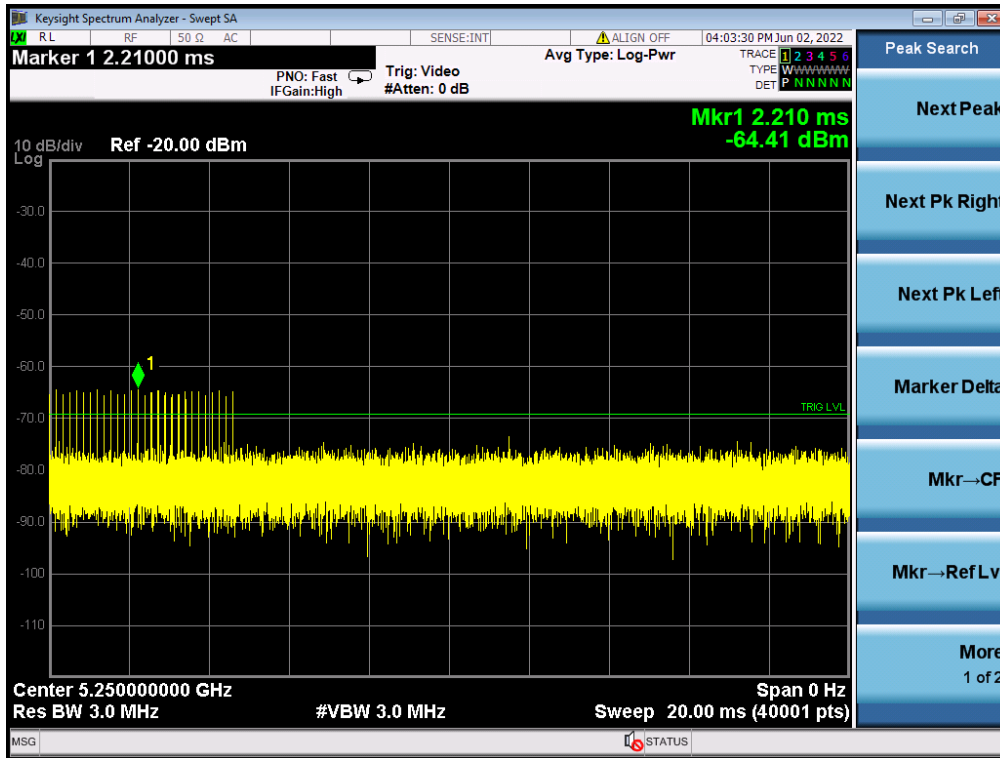 Keysight Spectrum Analyzer - Swept SA
LXI RL RF 50 Ω AC SENSE:INT ALIGN OFF 04:03:30 PM Jun 02, 2022
Marker 1 2.21000 ms
PNO: Fast
IFGain:High
Trig: Video
#Atten: 0 dB
Avg Type: Log-Pwr
TRACE 1 2 3 4 5 6
TYPE WWWWWW
DET P N N N N N
Mkr1 2.210 ms
-64.41 dBm
10 dB/div Ref -20.00 dBm
Log
-30.0
-40.0
-50.0
-60.0
1
TRIG LVL
-70.0
-80.0
-90.0
-100
-110
Center 5.250000000 GHz Span 0 Hz
Res BW 3.0 MHz #VBW 3.0 MHz Sweep 20.00 ms (40001 pts)
MSG STATUS
Peak Search
Next Peak
Next Pk Right
Next Pk Left
Marker Delta
Mkr→CF
Mkr→Ref Lv
More
1 of 2